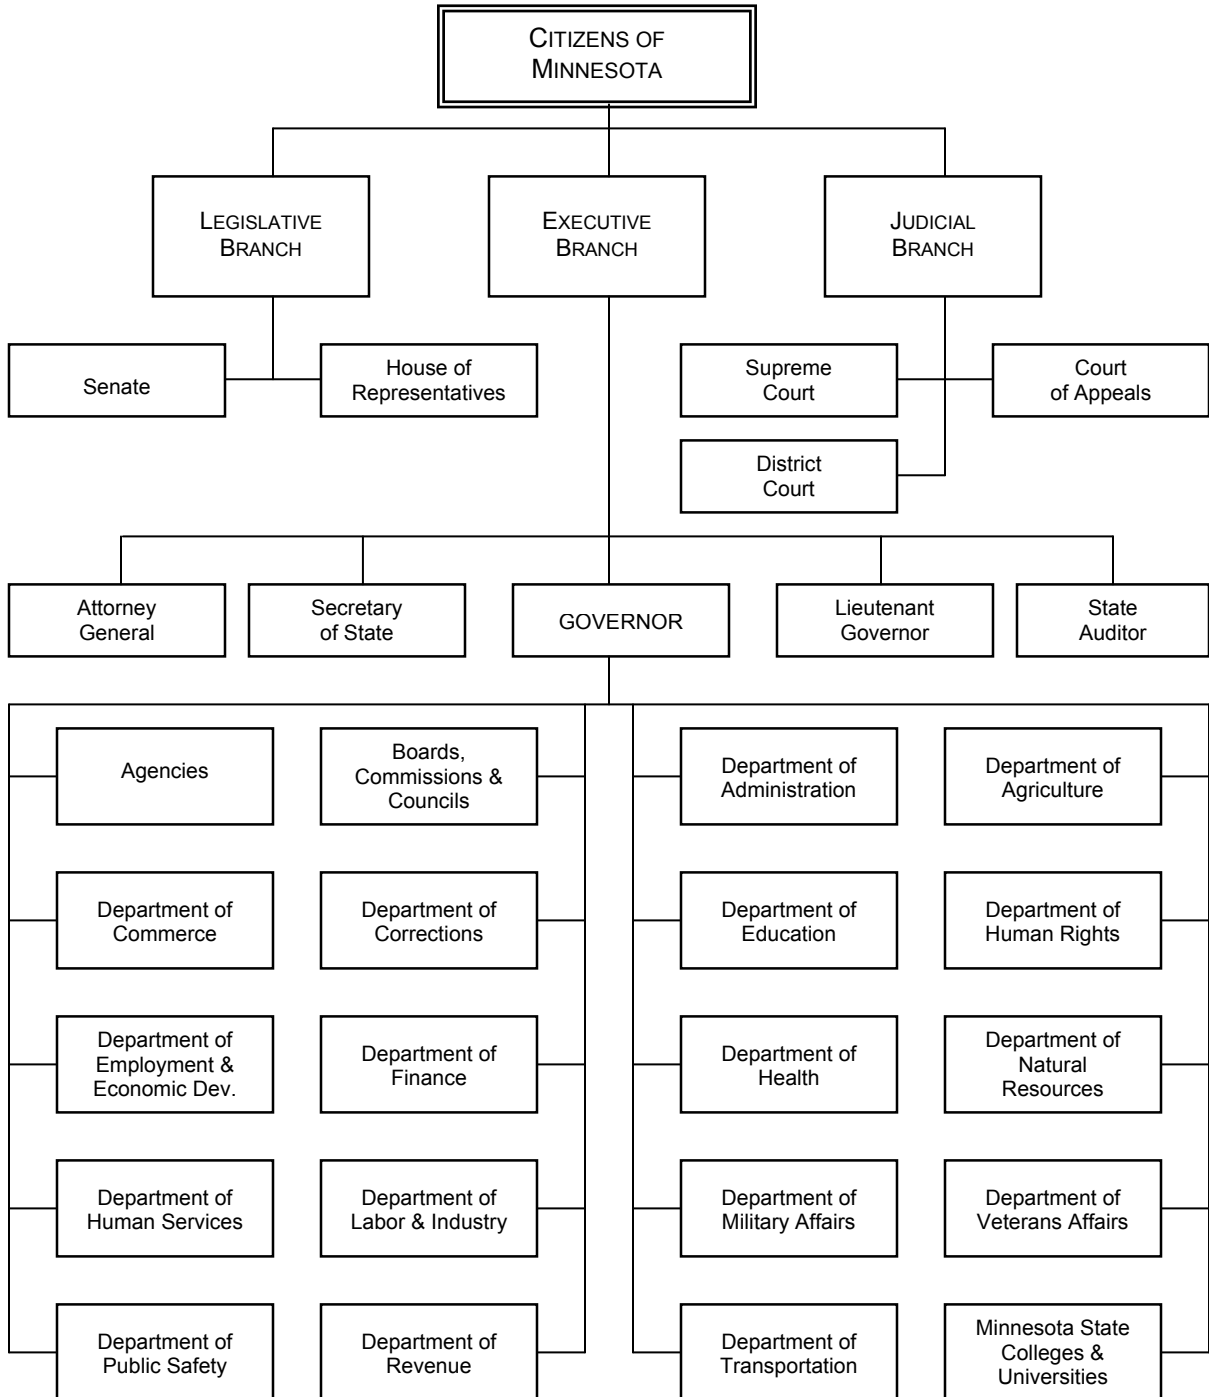 CITIZENS OF
MINNESOTA
LEGISLATIVE
BRANCH
EXECUTIVE
BRANCH
JUDICIAL
BRANCH
Senate
House of
Representatives
Supreme
Court
Court
of Appeals
District
Court
Attorney
General
Secretary
of State
GOVERNOR
Lieutenant
Governor
State
Auditor
Agencies
Boards,
Commissions &
Councils
Department of
Administration
Department of
Agriculture
Department of
Commerce
Department of
Corrections
Department of
Education
Department of
Human Rights
Department of
Employment &
Economic Dev.
Department of
Finance
Department of
Health
Department of
Natural
Resources
Department of
Human Services
Department of
Labor & Industry
Department of
Military Affairs
Department of
Veterans Affairs
Department of
Public Safety
Department of
Revenue
Department of
Transportation
Minnesota State
Colleges &
Universities